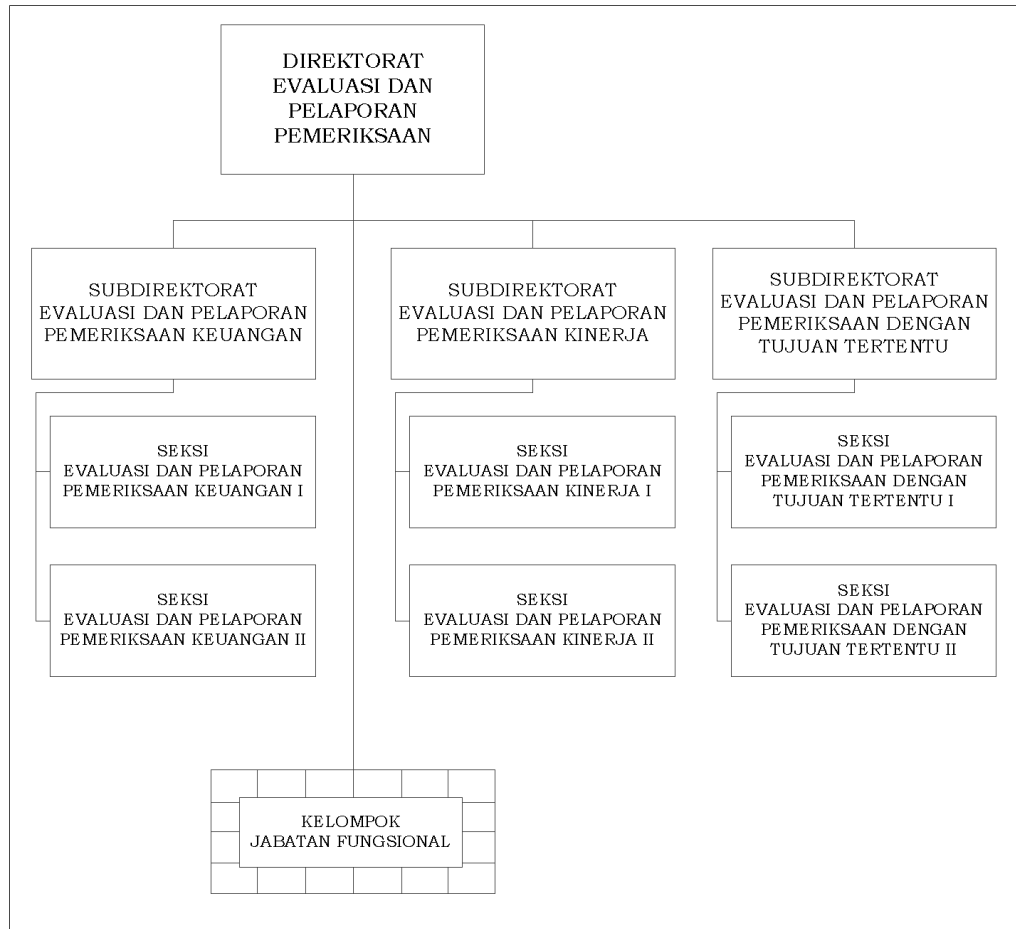 DIREKTORAT
EVALUASI DAN
PELAPORAN
PEMERIKSAAN
SUBDIREKTORAT
EVALUASI DAN PELAPORAN
PEMERIKSAAN KEUANGAN
SUBDIREKTORAT
EVALUASI DAN PELAPORAN
PEMERIKSAAN KINERJA
SUBDIREKTORAT
EVALUASI DAN PELAPORAN
PEMERIKSAAN DENGAN
TUJUAN TERTENTU
SEKSI
EVALUASI DAN PELAPORAN
PEMERIKSAAN KEUANGAN I
SEKSI
EVALUASI DAN PELAPORAN
PEMERIKSAAN KINERJA I
SEKSI
EVALUASI DAN PELAPORAN
PEMERIKSAAN DENGAN
TUJUAN TERTENTU I
SEKSI
EVALUASI DAN PELAPORAN
PEMERIKSAAN KEUANGAN II
SEKSI
EVALUASI DAN PELAPORAN
PEMERIKSAAN KINERJA II
SEKSI
EVALUASI DAN PELAPORAN
PEMERIKSAAN DENGAN
TUJUAN TERTENTU II
KELOMPOK
JABATAN FUNGSIONAL